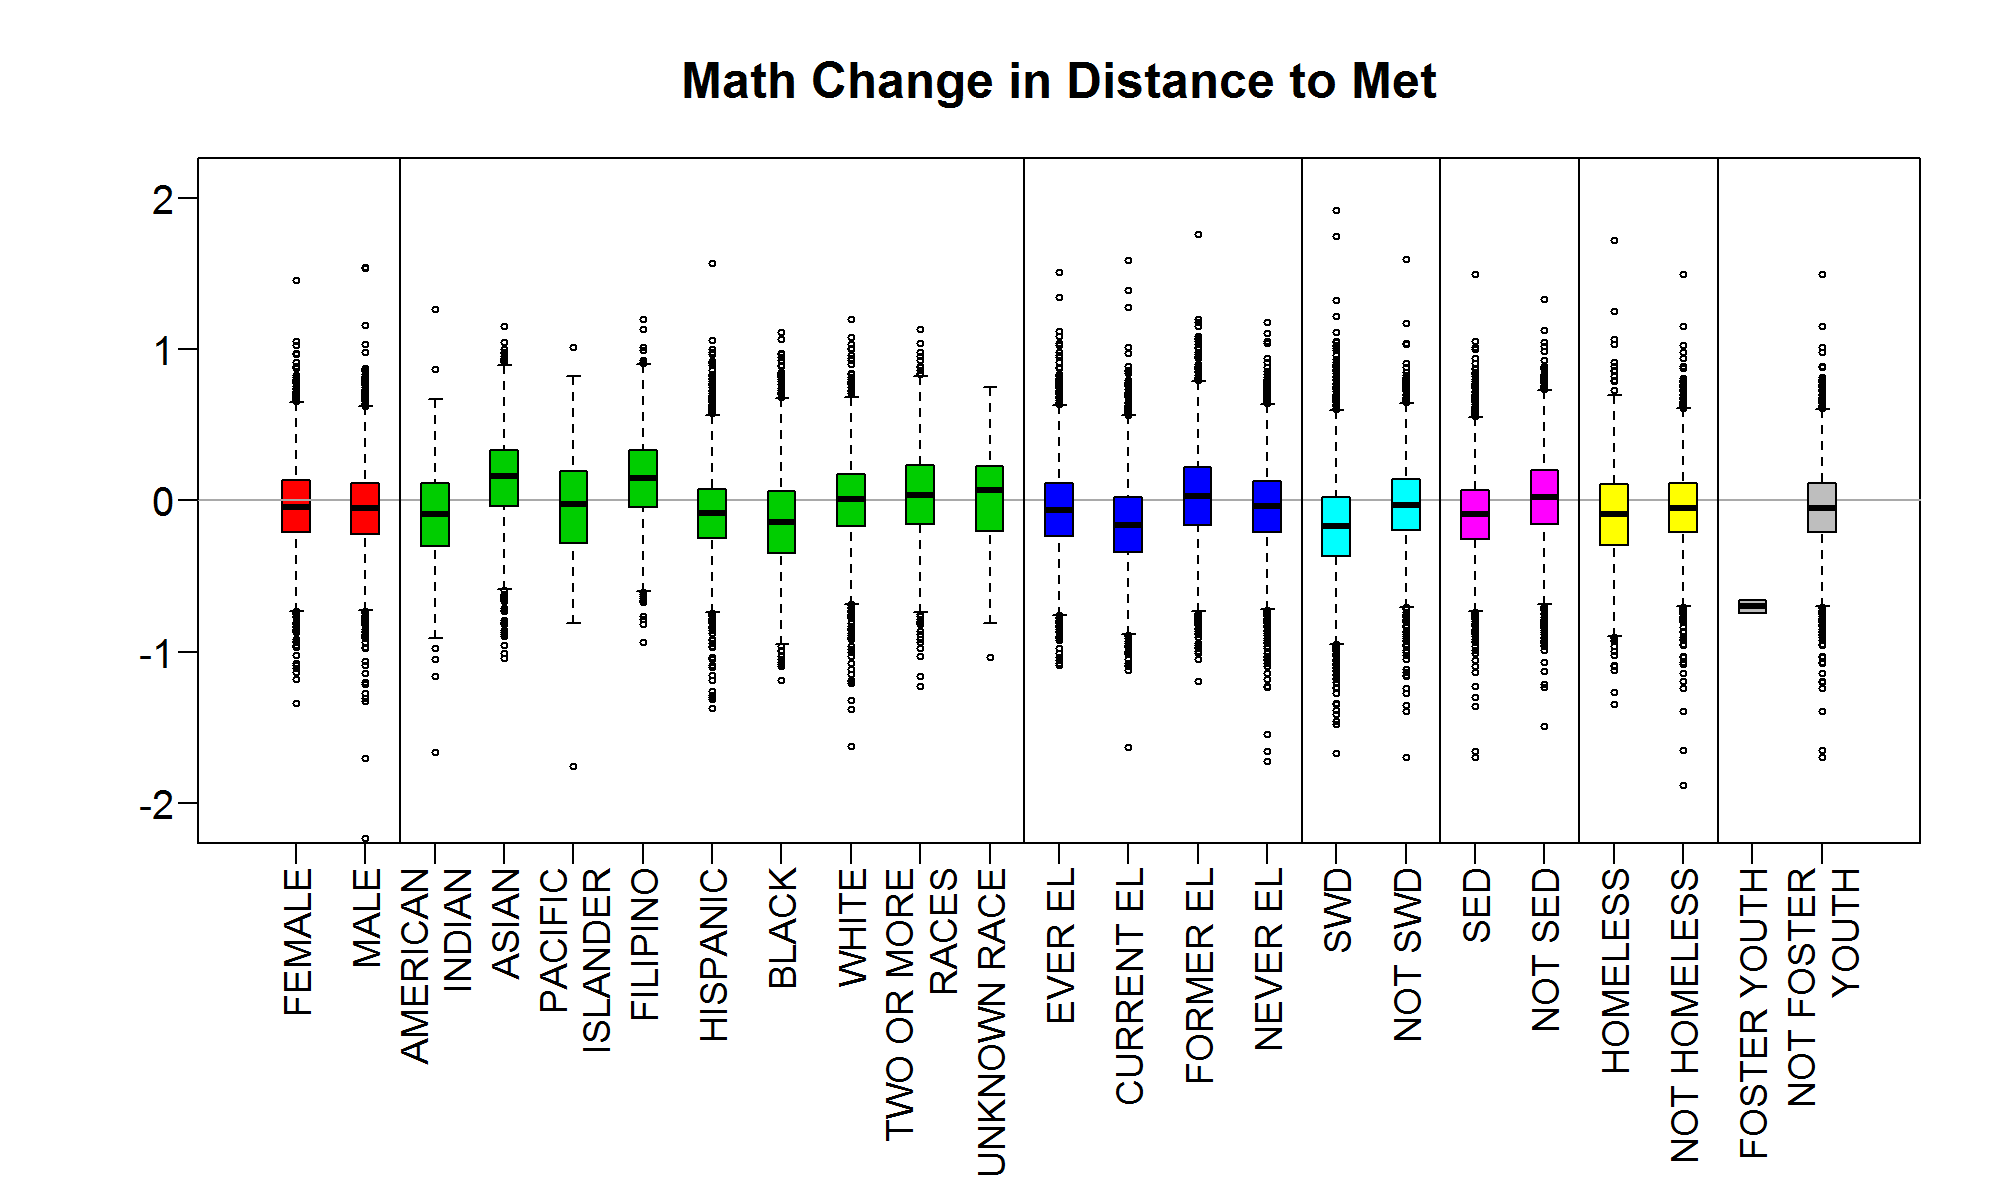 Math Change in Distance to Met
2
1
0
-1
-2
FEMALE
MALE
AMERICAN
INDIAN
ASIAN
PACIFIC
ISLANDER
FILIPINO
HISPANIC
BLACK
WHITE
TWO OR MORE
RACES
UNKNOWN RACE
EVER EL
CURRENT EL
FORMER EL
NEVER EL
SWD
NOT SWD
SED
NOT SED
HOMELESS
NOT HOMELESS
FOSTER YOUTH
NOT FOSTER
YOUTH